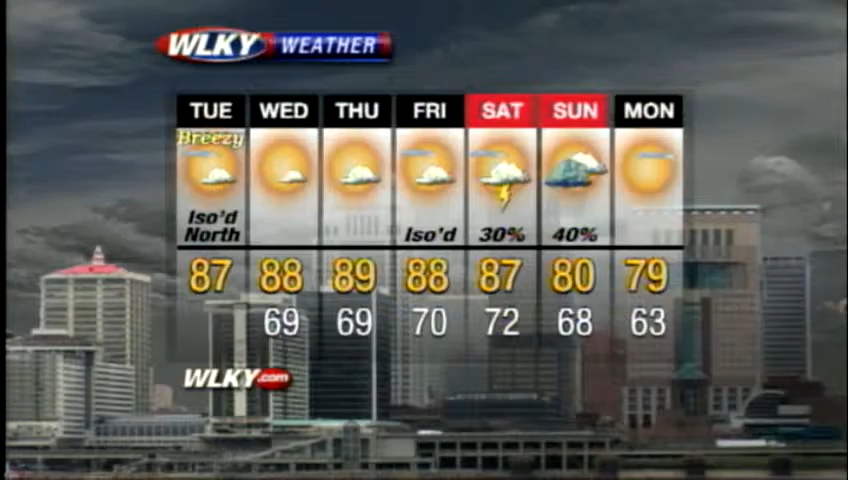 WLKY WEATHER
TUE WED THU FRI SAT SUN MON
Breezy
Iso'd
North Iso'd 30% 40%
87 88 89 88 87 80 79
69 69 70 72 68 63
WLKY.com